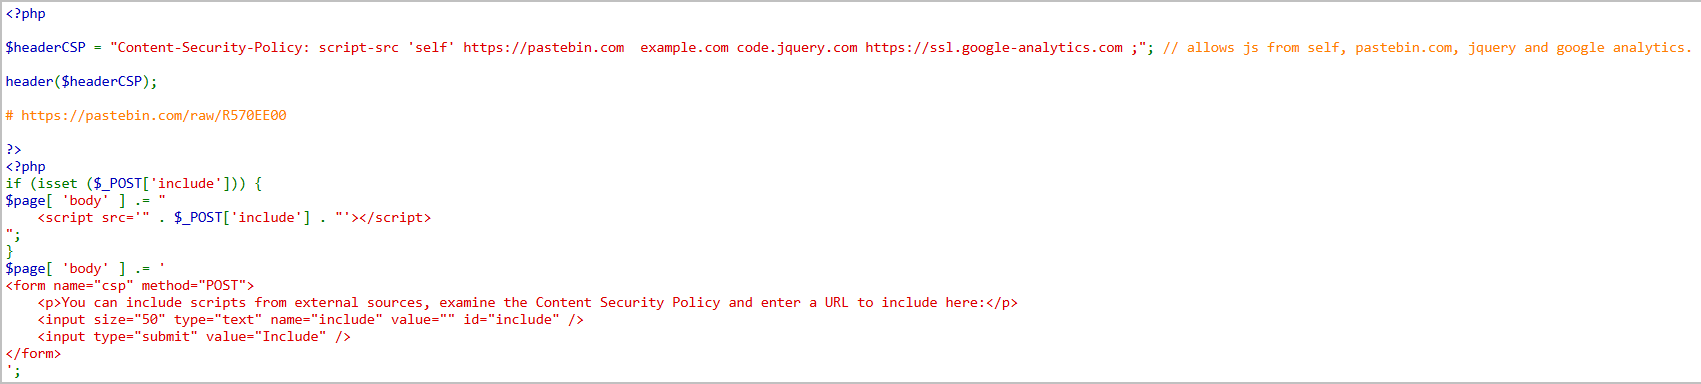 <?php
$headerCSP = "Content-Security-Policy: script-src 'self' https://pastebin.com  example.com code.jquery.com https://ssl.google-analytics.com ;"; // allows js from self, pastebin.com, jquery and google analytics.
header($headerCSP);
# https://pastebin.com/raw/R570EE00
?>
<?php
if (isset ($_POST['include'])) {
$page[ 'body' ] .= "
    <script src='" . $_POST['include'] . "'></script>
";
}
$page[ 'body' ] .= '
<form name="csp" method="POST">
    <p>You can include scripts from external sources, examine the Content Security Policy and enter a URL to include here:</p>
    <input size="50" type="text" name="include" value="" id="include" />
    <input type="submit" value="Include" />
</form>
';